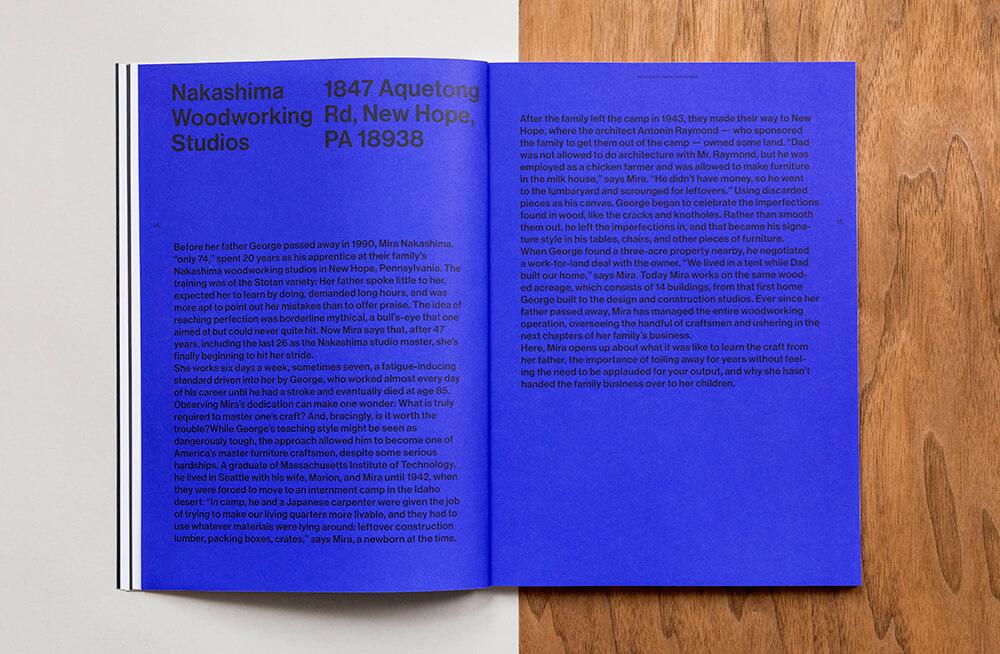 Nakashima
Woodworking
Studios
1847 Aquetong
Rd, New Hope,
PA 18938
14
Before her father George passed away in 1990, Mira Nakashima,
“only 74,” spent 20 years as his apprentice at their family’s
Nakashima woodworking studios in New Hope, Pennsylvania. The
training was of the Stotan variety: Her father spoke little to her,
expected her to learn by doing, demanded long hours, and was
more apt to point out her mistakes than to offer praise. The idea of
reaching perfection was borderline mythical, a bull’s-eye that one
aimed at but could never quite hit. Now Mira says that, after 47
years, including the last 26 as the Nakashima studio master, she’s
finally beginning to hit her stride.
She works six days a week, sometimes seven, a fatigue-inducing
standard driven into her by George, who worked almost every day
of his career until he had a stroke and eventually died at age 85.
Observing Mira’s dedication can make one wonder: What is truly
required to master one’s craft? And, bracingly, is it worth the
trouble?While George’s teaching style might be seen as
dangerously tough, the approach allowed him to become one of
America’s master furniture craftsmen, despite some serious
hardships. A graduate of Massachusetts Institute of Technology,
he lived in Seattle with his wife, Marion, and Mira until 1942, when
they were forced to move to an internment camp in the Idaho
desert. “In camp, he and a Japanese carpenter were given the job
of trying to make our living quarters more livable, and they had to
use whatever materials were lying around: leftover construction
lumber, packing boxes, crates,” says Mira, a newborn at the time.
After the family left the camp in 1943, they made their way to New
Hope, where the architect Antonin Raymond — who sponsored
the family to get them out of the camp — owned some land. “Dad
was not allowed to do architecture with Mr. Raymond, but he was
employed as a chicken farmer and was allowed to make furniture
in the milk house,” says Mira. “He didn’t have money, so he went
to the lumbaryard and scrounged for leftovers.” Using discarded
pieces as his canvas, George began to celebrate the imperfections
found in wood, like the cracks and knotholes. Rather than smooth
them out, he left the imperfections in, and that became his signa-
ture style in his tables, chairs, and other pieces of furniture.
When George found a three-acre property nearby, he negotiated
a work-for-land deal with the owner. “We lived in a tent while Dad
built our home,” says Mira. Today Mira works on the same wood-
ed acreage, which consists of 14 buildings, from that first home
George built to the design and construction studios. Ever since her
father passed away, Mira has managed the entire woodworking
operation, overseeing the handful of craftsmen and ushering in the
next chapters of her family’s business.
Here, Mira opens up about what it was like to learn the craft from
her father, the importance of toiling away for years without feel-
ing the need to be applauded for your output, and why she hasn’t
handed the family business over to her children.
15